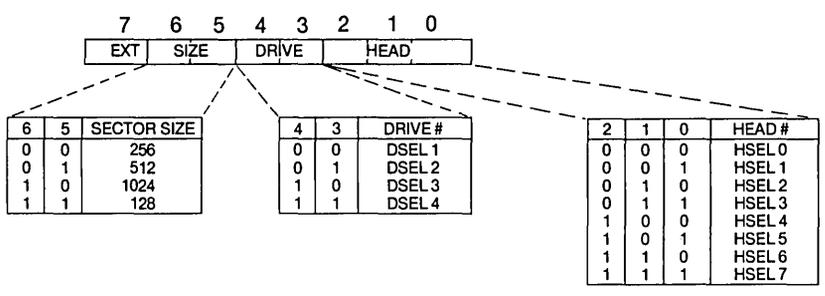 7 6 5 4 3 2 1 0
EXT SIZE DRIVE HEAD
6 5 SECTOR SIZE
0 0 256
0 1 512
1 0 1024
1 1 128
4 3 DRIVE #
0 0 DSEL 1
0 1 DSEL 2
1 0 DSEL 3
1 1 DSEL 4
2 1 0 HEAD #
0 0 0 HSEL 0
0 0 1 HSEL 1
0 1 0 HSEL 2
0 1 1 HSEL 3
1 0 0 HSEL 4
1 0 1 HSEL 5
1 1 0 HSEL 6
1 1 1 HSEL 7